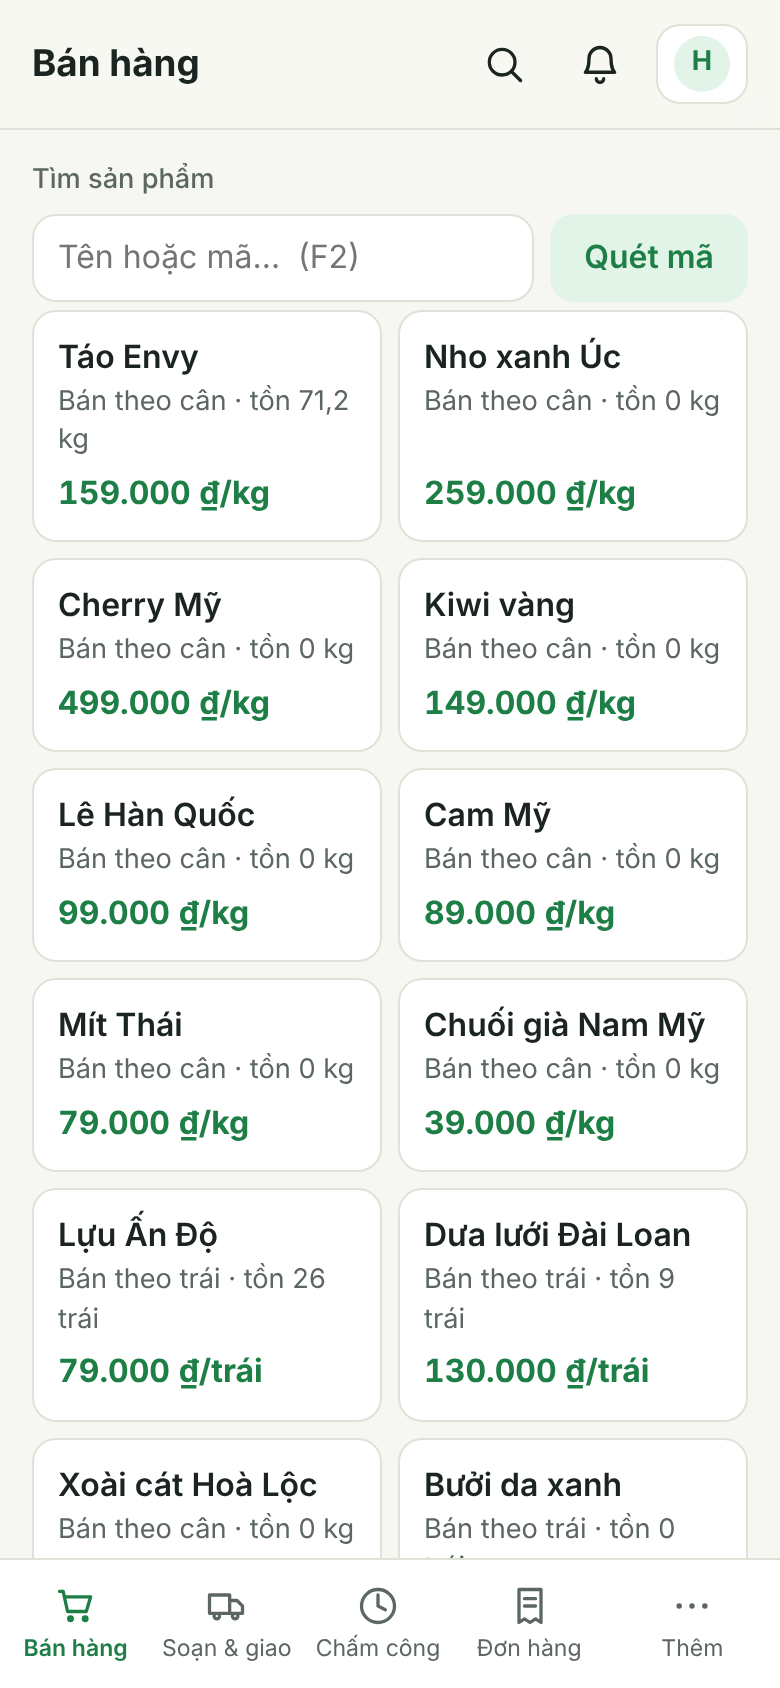 Bán hàng
H
Tìm sản phẩm
Tên hoặc mã... (F2)
Quét mã
Táo Envy
Bán theo cân · tồn 71,2
kg
159.000 ₫/kg
Nho xanh Úc
Bán theo cân · tồn 0 kg
259.000 ₫/kg
Cherry Mỹ
Bán theo cân · tồn 0 kg
499.000 ₫/kg
Kiwi vàng
Bán theo cân · tồn 0 kg
149.000 ₫/kg
Lê Hàn Quốc
Bán theo cân · tồn 0 kg
99.000 ₫/kg
Cam Mỹ
Bán theo cân · tồn 0 kg
89.000 ₫/kg
Mít Thái
Bán theo cân · tồn 0 kg
79.000 ₫/kg
Chuối già Nam Mỹ
Bán theo cân · tồn 0 kg
39.000 ₫/kg
Lựu Ấn Độ
Bán theo trái · tồn 26
trái
79.000 ₫/trái
Dưa lưới Đài Loan
Bán theo trái · tồn 9
trái
130.000 ₫/trái
Xoài cát Hoà Lộc
Bán theo cân · tồn 0 kg
Bưởi da xanh
Bán theo trái · tồn 0
Bán hàng
Soạn & giao
Chấm công
Đơn hàng
Thêm